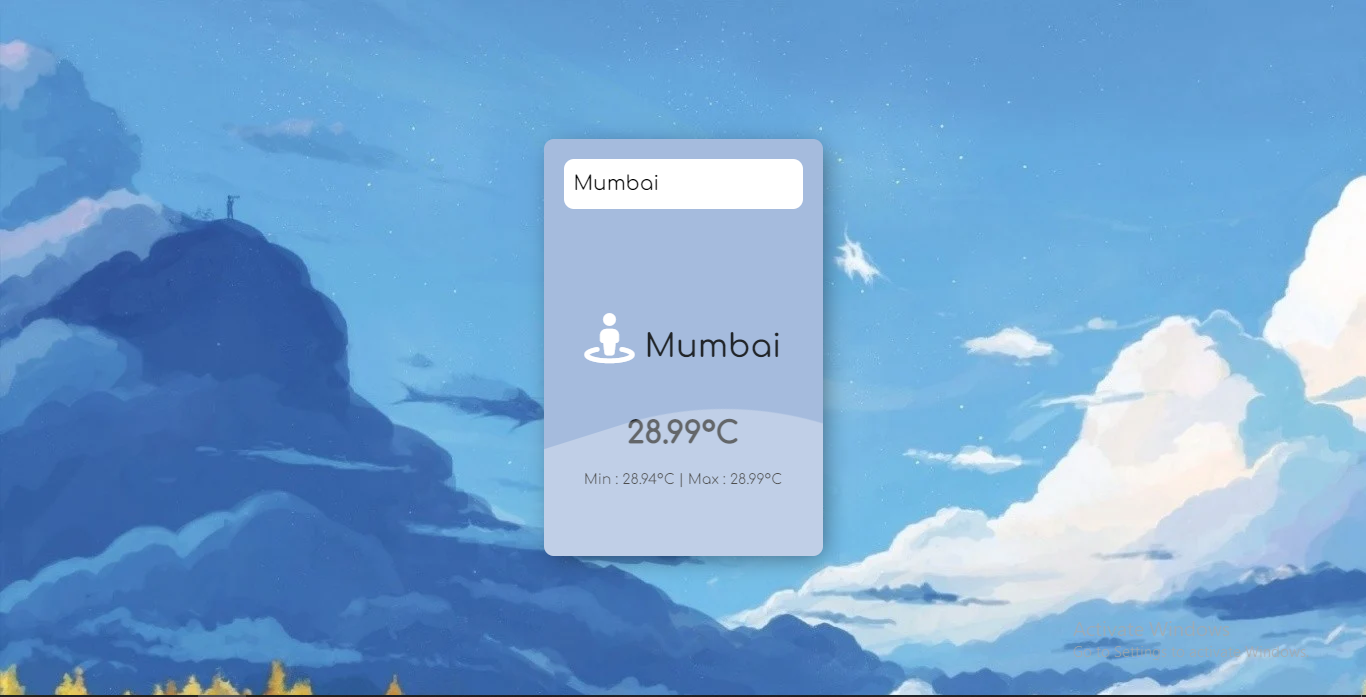 Mumbai
Mumbai
28.99°C
Min : 28.94°C | Max : 28.99°C
Activate Windows
Go to Settings to activate Windows.